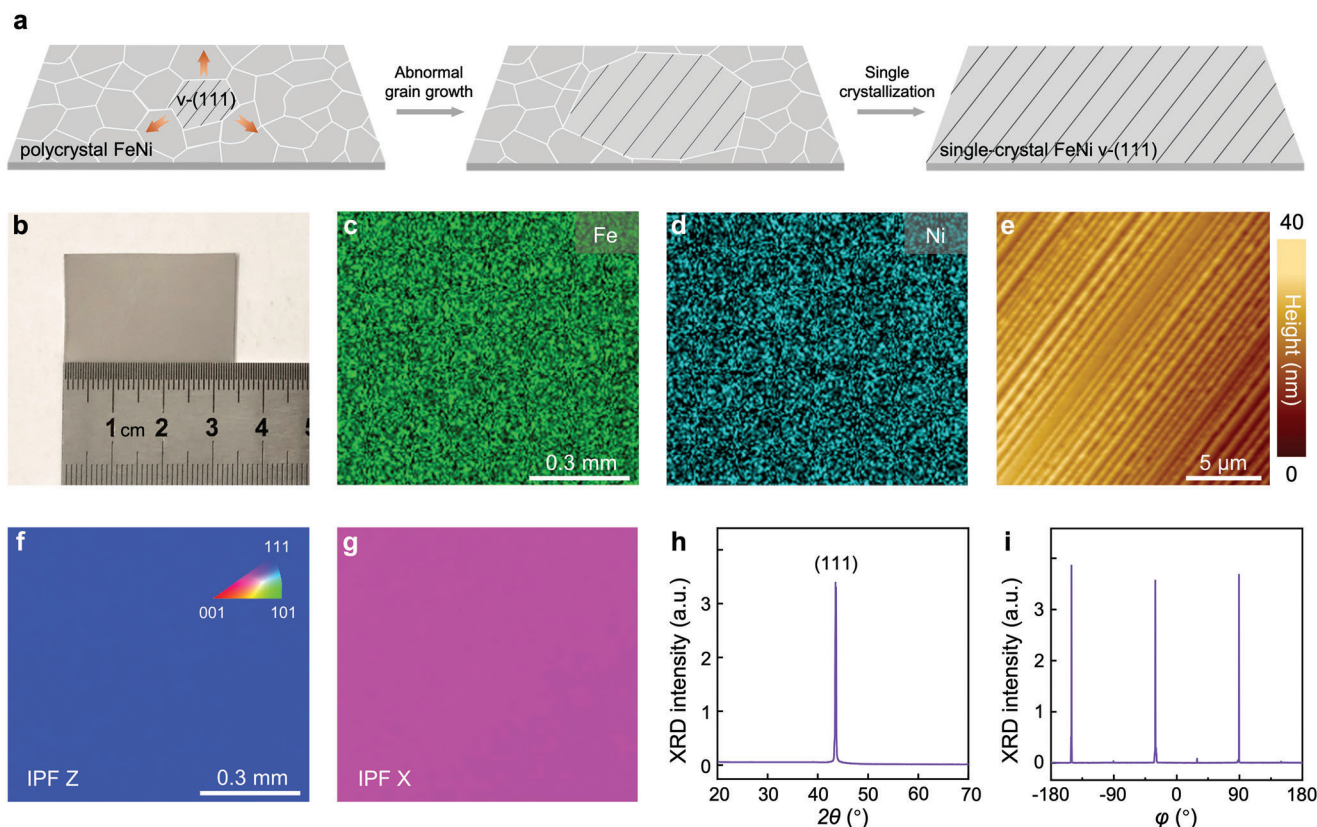 a
v-(111)
polycrystal FeNi
Abnormal
grain growth
Single
crystallization
single-crystal FeNi v-(111)
b
1 cm 2 3 4
c
Fe
0.3 mm
d
Ni
e
5 μm
40
Height (nm)
0
f
111
001
101
IPF Z
0.3 mm
g
IPF X
h
(111)
XRD intensity (a.u.)
3
2
1
0
20 30 40 50 60 70
2θ (°)
i
XRD intensity (a.u.)
4
3
2
1
0
-180 -90 0 90 180
φ (°)